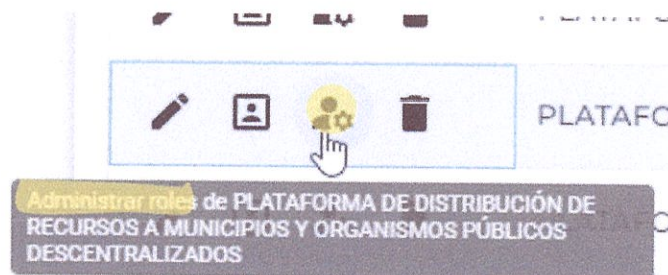 PLATAFO
Administrar roles de PLATAFORMA DE DISTRIBUCIÓN DE
RECURSOS A MUNICIPIOS Y ORGANISMOS PÚBLICOS
DESCENTRALIZADOS